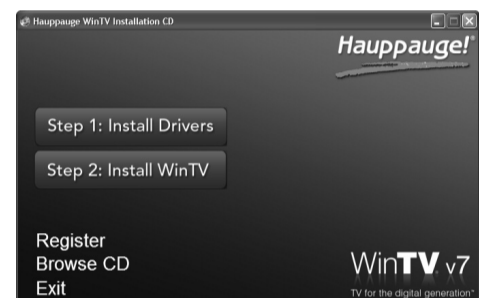 Hauppauge WinTV Installation CD
Hauppauge!®
Step 1: Install Drivers
Step 2: Install WinTV
Register
Browse CD
Exit
WinTV® v7
TV for the digital generation™